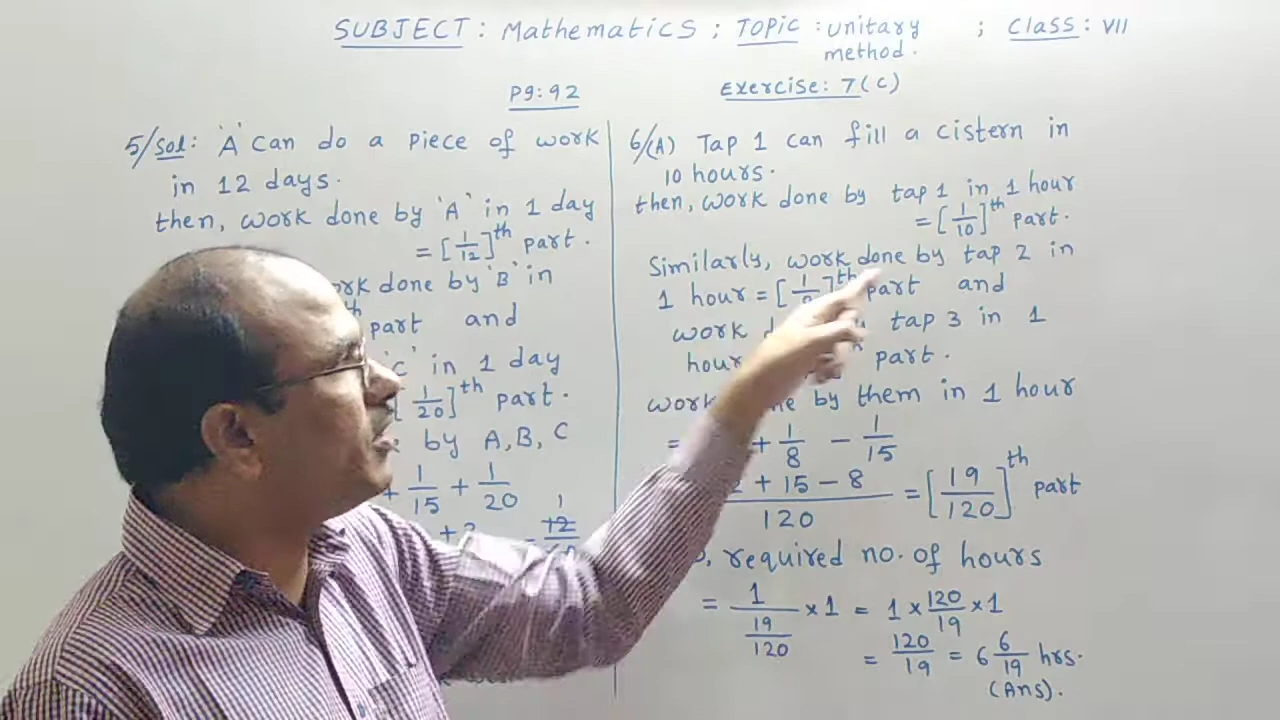 SUBJECT : Mathematics ; TOPIC : unitary method. ; Class : VII
Pg: 92
Exercise: 7(C)
5/Sol: 'A' can do a piece of work
in 12 days.
then, work done by 'A' in 1 day
= [1/12]th part.
work done by 'B' in
part and
'C' in 1 day
[1/20]th part.
by A, B, C
+ 1/15 + 1/20
6/(A) Tap 1 can fill a cistern in
10 hours.
then, work done by tap 1 in 1 hour
= [1/10]th part.
Similarly, work done by tap 2 in
1 hour = [1/8]th part and
work tap 3 in 1
hour part.
work by them in 1 hour
= + 1/8 - 1/15
+ 15 - 8 / 120 = [19/120]th part
, required no. of hours
= 1/(19/120) × 1 = 1 × 120/19 × 1
= 120/19 = 6 6/19 hrs.
(Ans).